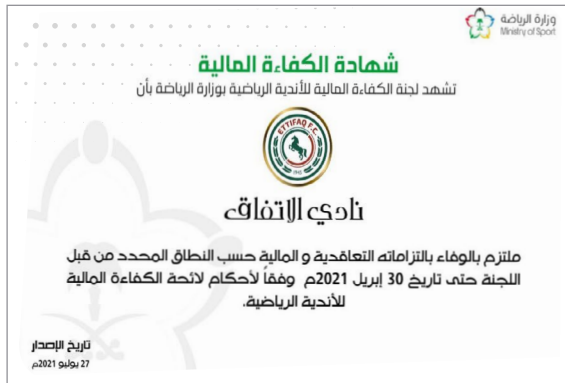 وزارة الرياضة
Ministry of Sport
شهادة الكفاءة المالية
تشهد لجنة الكفاءة المالية للأندية الرياضية بوزارة الرياضة بأن
ETTIFAQ F.C.
1945
نادي الاتفاق
ملتزم بالوفاء بالتزاماته التعاقدية و المالية حسب النطاق المحدد من قبل
اللجنة حتى تاريخ 30 إبريل 2021م وفقاً لأحكام لائحة الكفاءة المالية
للأندية الرياضية.
تاريخ الإصدار
27 يوليو 2021م